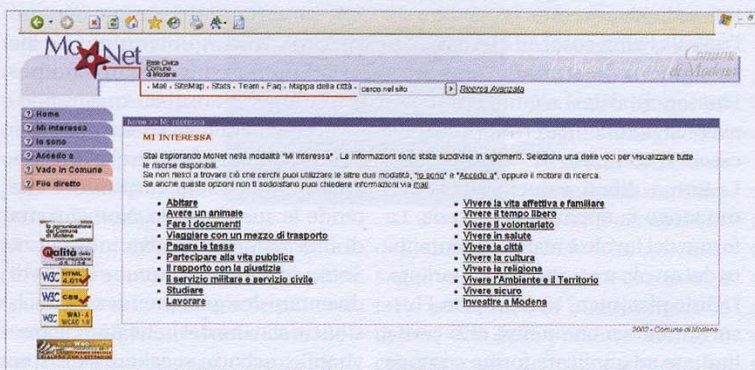 MoNet
Rete Civica
Comune
di Modena
Comune
di Modena
Mail • SiteMap • Stats • Team • Faq • Mappa della città •
cerco nel sito
Ricerca Avanzata
Home
Mi interessa
Io sono
Accedo a
Vado in Comune
Filo diretto
home >> Mi interessa
MI INTERESSA
Stai esplorando MoNet nella modalità "Mi interessa". Le informazioni sono state suddivise in argomenti. Seleziona una delle voci per visualizzare tutte
le risorse disponibili.
Se non riesci a trovare ciò che cerchi puoi utilizzare le altre due modalità, "Io sono" e "Accedo a", oppure il motore di ricerca.
Se anche queste opzioni non ti soddisfano puoi chiedere informazioni via mail.
Abitare
Avere un animale
Fare i documenti
Viaggiare con un mezzo di trasporto
Pagare le tasse
Partecipare alla vita pubblica
Il rapporto con la giustizia
Il servizio militare e servizio civile
Studiare
Lavorare
Vivere la vita affettiva e familiare
Vivere il tempo libero
Vivere il volontariato
Vivere in salute
Vivere la città
Vivere la cultura
Vivere la religione
Vivere l'Ambiente e il Territorio
Vivere sicuro
Investire a Modena
la comunicazione
del Comune
di Modena
Qualità
W3C HTML 4.01
W3C CSS
W3C WAI-A
WCAG 1.0
2002 - Comune di Modena